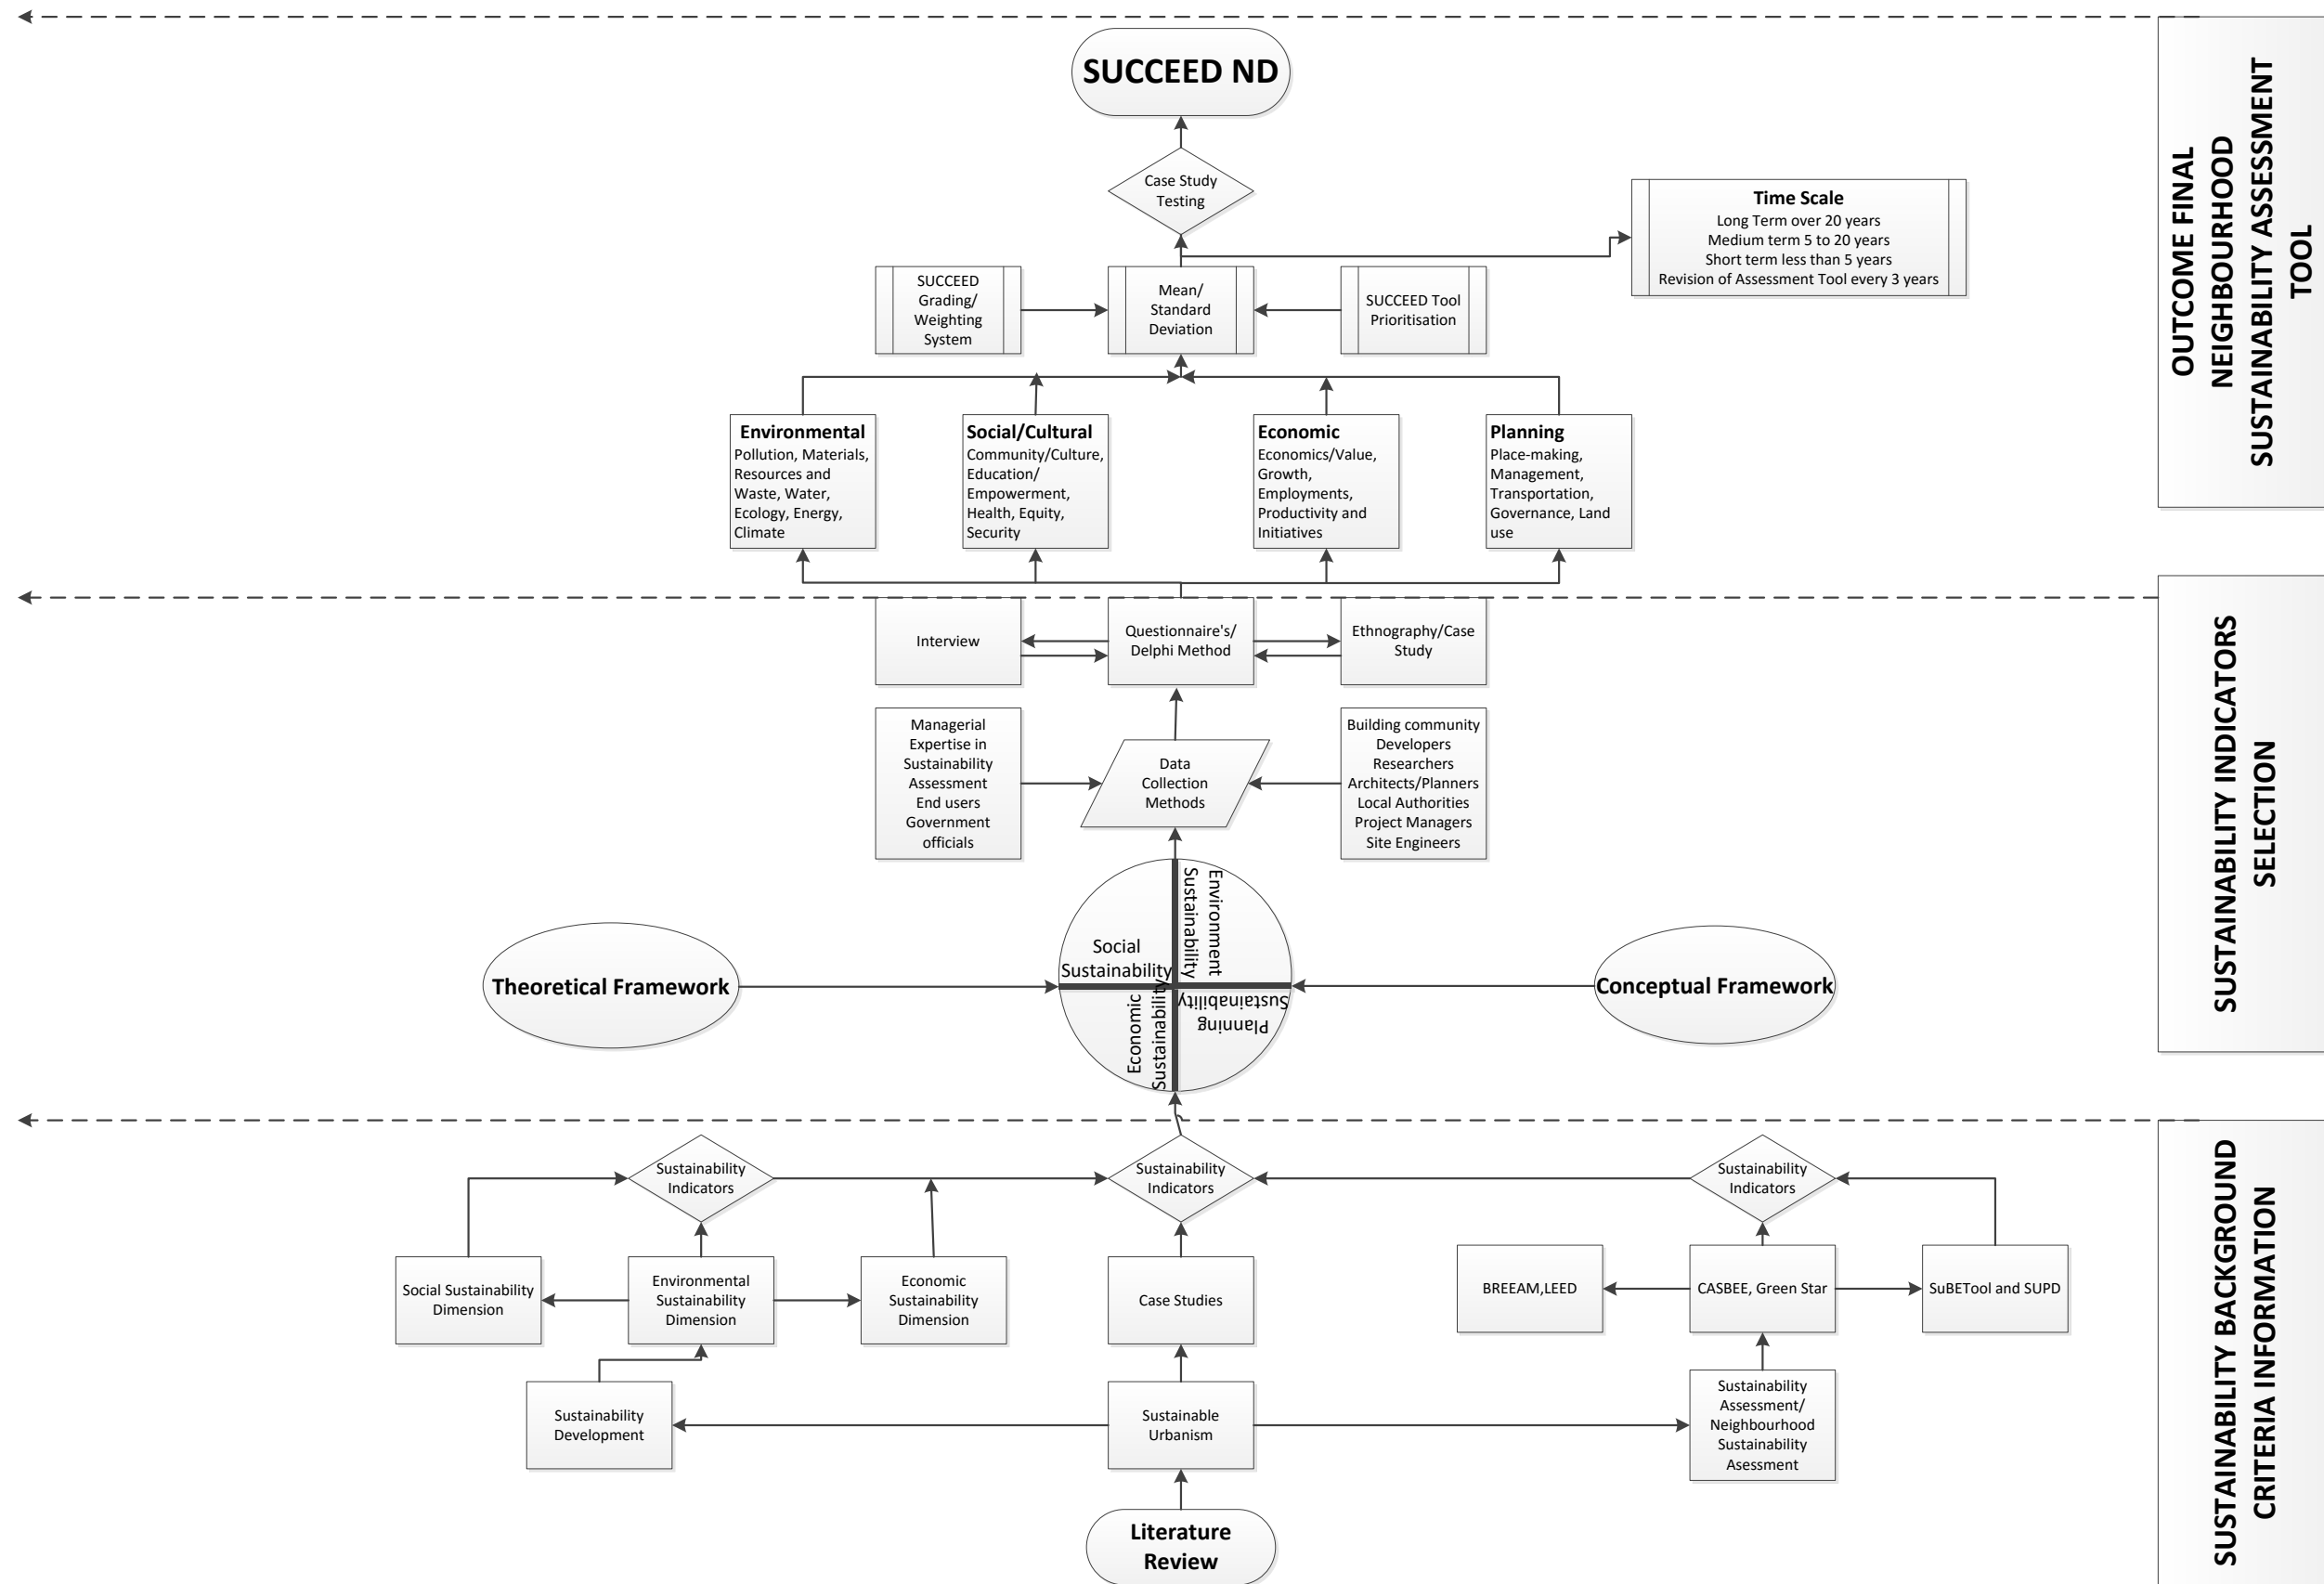 SUCCEED ND
Case Study
Testing
Time Scale
Long Term over 20 years
Medium term 5 to 20 years
Short term less than 5 years
Revision of Assessment Tool every 3 years
SUCCEED
Grading/
Weighting
System
Mean/
Standard
Deviation
SUCCEED Tool
Prioritisation
Environmental
Pollution, Materials,
Resources and
Waste, Water,
Ecology, Energy,
Climate
Social/Cultural
Community/Culture,
Education/
Empowerment,
Health, Equity,
Security
Economic
Economics/Value,
Growth,
Employments,
Productivity and
Initiatives
Planning
Place-making,
Management,
Transportation,
Governance, Land
use
OUTCOME FINAL
NEIGHBOURHOOD
SUSTAINABILITY ASSESSMENT
TOOL
Interview
Questionnaire's/
Delphi Method
Ethnography/Case
Study
Managerial
Expertise in
Sustainability
Assessment
End users
Government
officials
Data
Collection
Methods
Building community
Developers
Researchers
Architects/Planners
Local Authorities
Project Managers
Site Engineers
Theoretical Framework
Social
Sustainability
Environment
Sustainability
Economic
Sustainability
Planning
Sustainability
Conceptual Framework
SUSTAINABILITY INDICATORS
SELECTION
Sustainability
Indicators
Sustainability
Indicators
Sustainability
Indicators
Social Sustainability
Dimension
Environmental
Sustainability
Dimension
Economic
Sustainability
Dimension
Case Studies
BREEAM,LEED
CASBEE, Green Star
SuBETool and SUPD
Sustainability
Development
Sustainable
Urbanism
Sustainability
Assessment/
Neighbourhood
Sustainability
Asessment
Literature
Review
SUSTAINABILITY BACKGROUND
CRITERIA INFORMATION